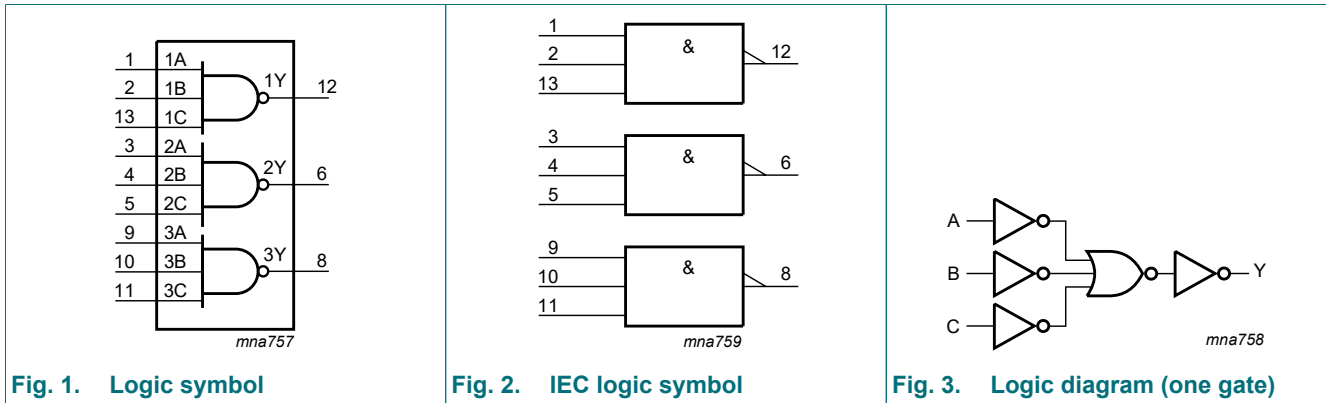 1 1A
2 1B 1Y 12
13 1C
3 2A
4 2B 2Y 6
5 2C
9 3A
10 3B 3Y 8
11 3C
mna757
Fig. 1. Logic symbol
1
2 & 12
13
3
4 & 6
5
9
10 & 8
11
mna759
Fig. 2. IEC logic symbol
A
B Y
C
mna758
Fig. 3. Logic diagram (one gate)